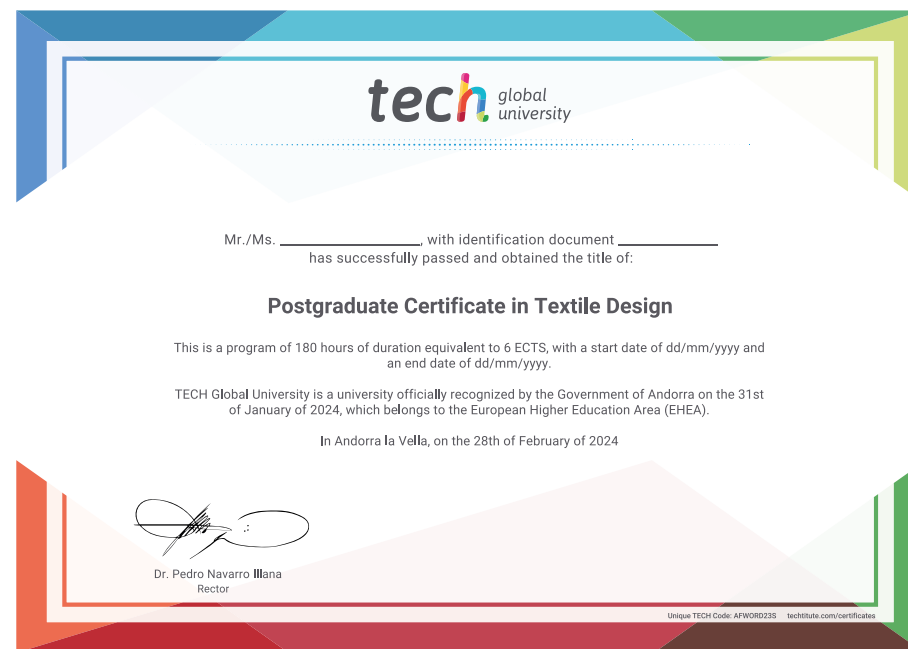 tech global university
Mr./Ms. ____________________, with identification document ______________
has successfully passed and obtained the title of:
Postgraduate Certificate in Textile Design
This is a program of 180 hours of duration equivalent to 6 ECTS, with a start date of dd/mm/yyyy and
an end date of dd/mm/yyyy.
TECH Global University is a university officially recognized by the Government of Andorra on the 31st
of January of 2024, which belongs to the European Higher Education Area (EHEA).
In Andorra la Vella, on the 28th of February of 2024
Dr. Pedro Navarro Illana
Rector
Unique TECH Code: AFWORD23S techtitute.com/certificates